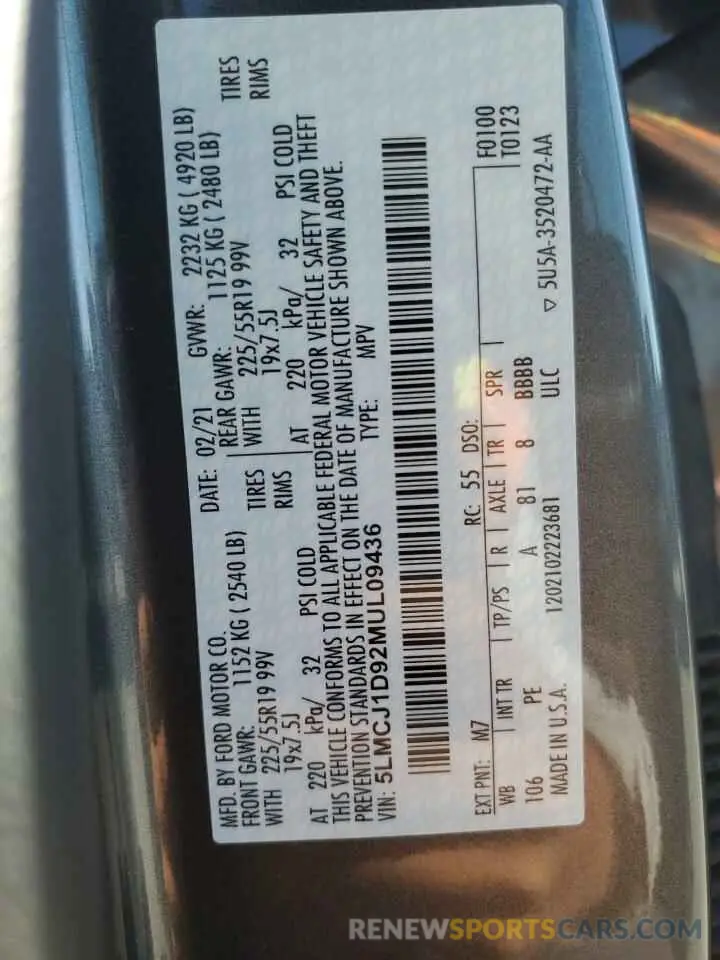 MFD. BY FORD MOTOR CO.
DATE: 02/21 GVWR: 2232 KG ( 4920 LB)
FRONT GAWR: 1152 KG ( 2540 LB) REAR GAWR: 1125 KG ( 2480 LB)
WITH 225/55R19 99V TIRES WITH 225/55R19 99V TIRES
19x7.5J RIMS 19x7.5J RIMS
AT 220 kPa/ 32 PSI COLD AT 220 kPa/ 32 PSI COLD
THIS VEHICLE CONFORMS TO ALL APPLICABLE FEDERAL MOTOR VEHICLE SAFETY AND THEFT
PREVENTION STANDARDS IN EFFECT ON THE DATE OF MANUFACTURE SHOWN ABOVE.
VIN: 5LMCJ1D92MUL09436 TYPE: MPV
EXT PNT: M7 RC: 55 DSO: F0100
WB INT TR TP/PS R AXLE TR SPR T0123
106 PE A 81 8 BBBB
MADE IN U.S.A. 1202102223681 ULC ▽ 5U5A-3520472-AA
RENEWSPORTSCARS.COM